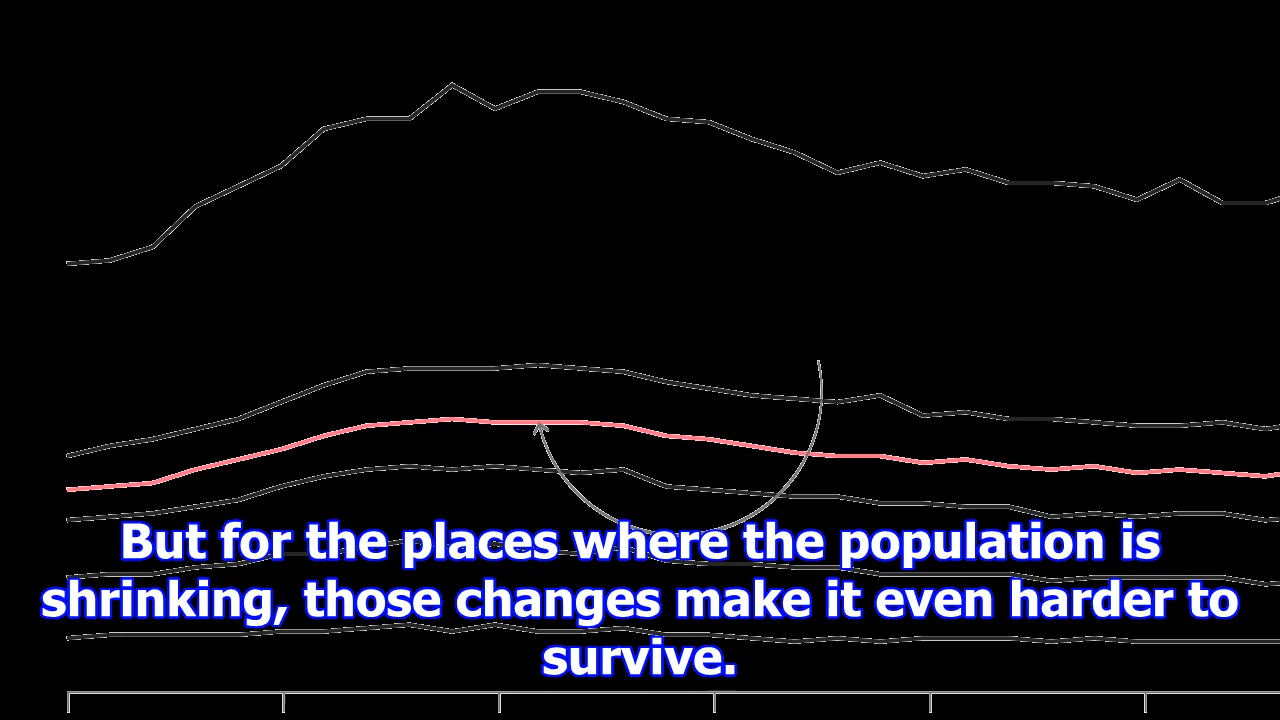 But for the places where the population is
shrinking, those changes make it even harder to
survive.